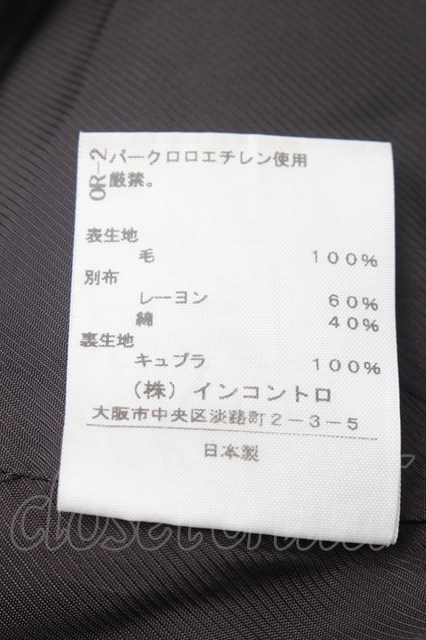 OR-2
パークロロエチレン使用
厳禁。
表生地
毛 100%
別布
レーヨン 60%
綿 40%
裏生地
キュプラ 100%
(株)インコントロ
大阪市中央区淡路町2-3-5
日本製
closet child